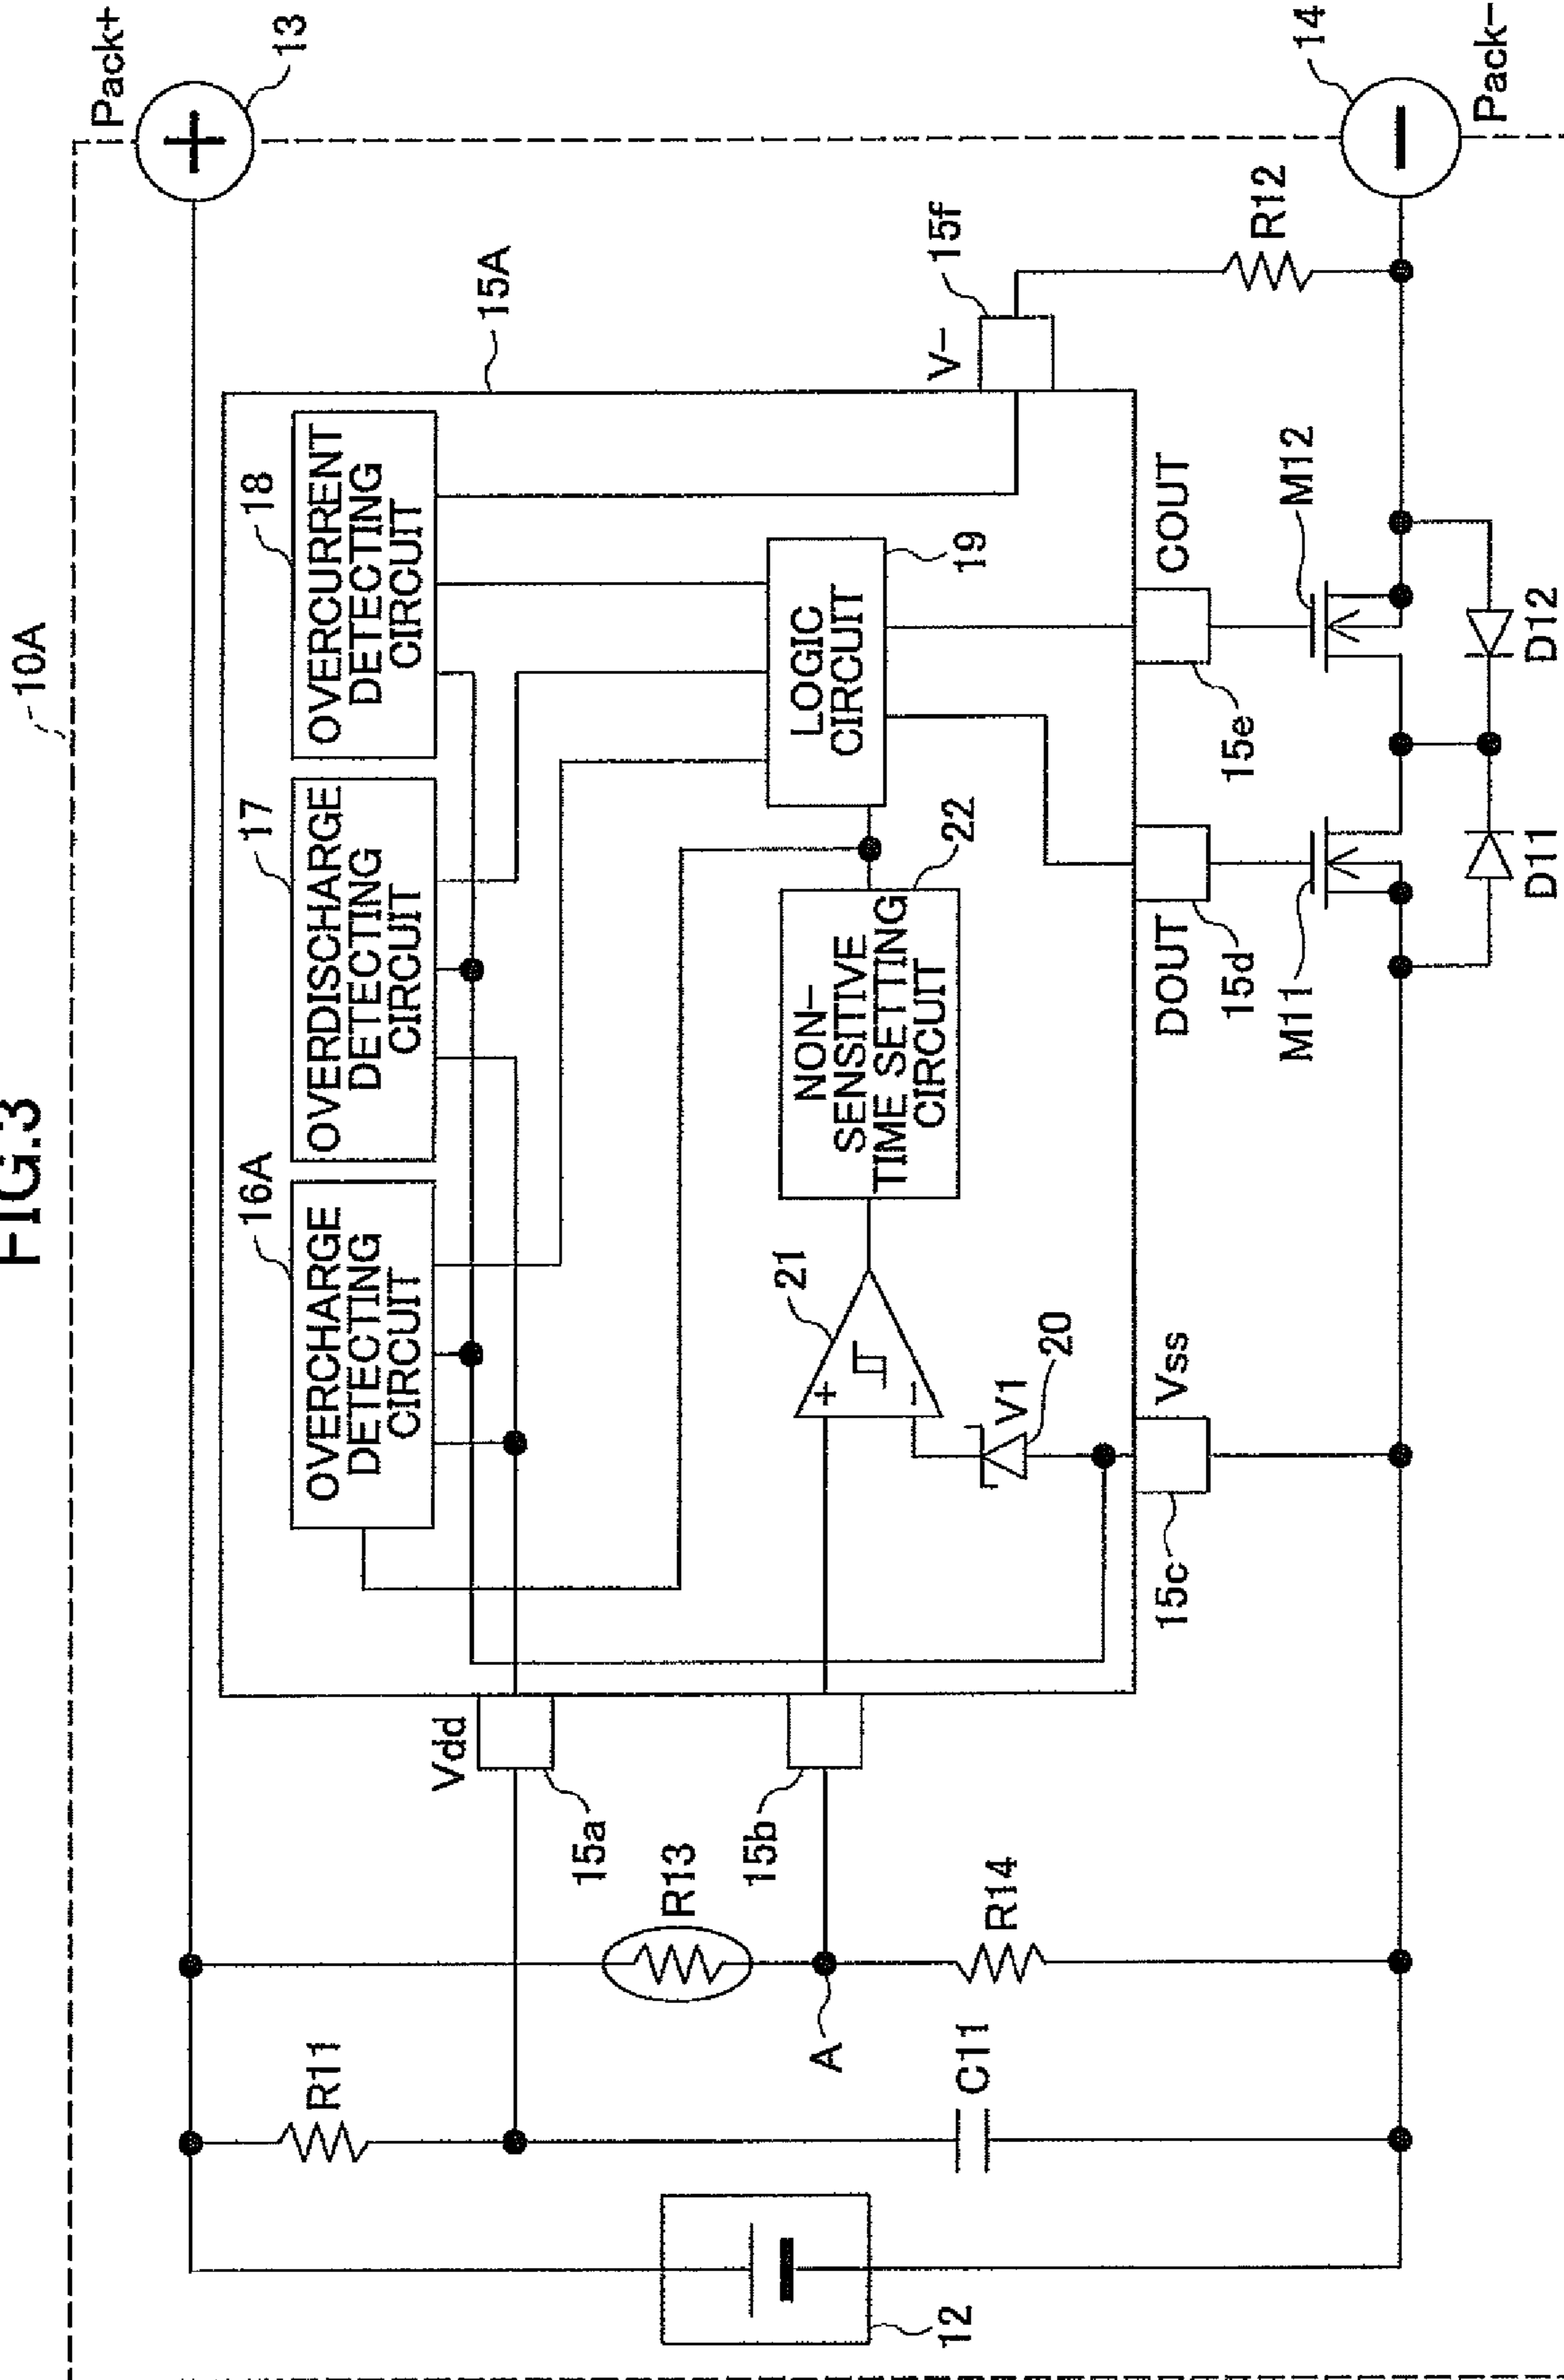 FIG.3
10A
Pack+
13
15A
16A
OVERCHARGE
DETECTING
CIRCUIT
17
OVERDISCHARGE
DETECTING
CIRCUIT
18
OVERCURRENT
DETECTING
CIRCUIT
R11
Vdd
15a
R13
15b
A
R14
C11
12
21
V1
20
NON-
SENSITIVE
TIME SETTING
CIRCUIT
22
LOGIC
CIRCUIT
19
V-
15f
R12
15c
Vss
DOUT
15d
15e
COUT
M11
M12
D11
D12
14
Pack-